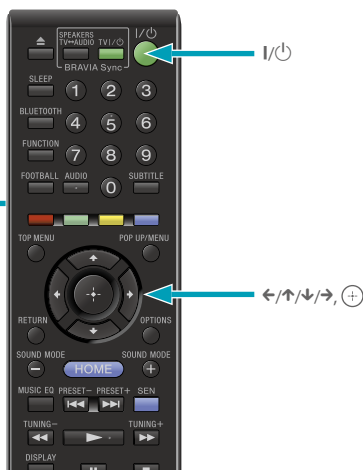 SPEAKERS
TV↔AUDIO TV I/⏻ I/⏻
BRAVIA Sync
I/⏻
SLEEP
1 2 3
BLUETOOTH
4 5 6
FUNCTION
7 8 9
FOOTBALL AUDIO SUBTITLE
0
TOP MENU POP UP/MENU
←/↑/↓/→, ⊕
RETURN OPTIONS
SOUND MODE SOUND MODE
− HOME +
MUSIC EQ PRESET− PRESET+ SEN
TUNING− TUNING+
DISPLAY